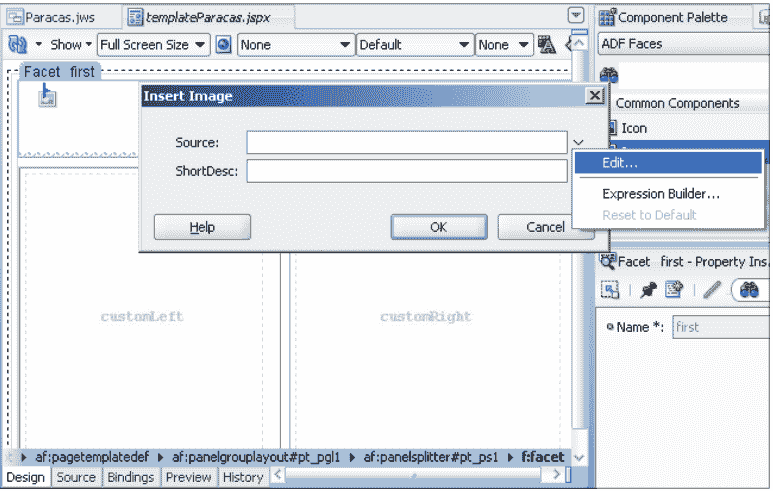 Paracas.jws
templateParacas.jspx
Component Palette
Show
Full Screen Size
None
Default
None
ADF Faces
Facet first
Insert Image
Common Components
Icon
Source:
Edit...
ShortDesc:
Expression Builder...
Reset to Default
Help
OK
Cancel
Facet first - Property Ins.
customLeft
customRight
Name *:
first
af:pagetemplatedef
af:panelgrouplayout#pt_pgl1
af:panelsplitter#pt_ps1
f:facet
Design
Source
Bindings
Preview
History